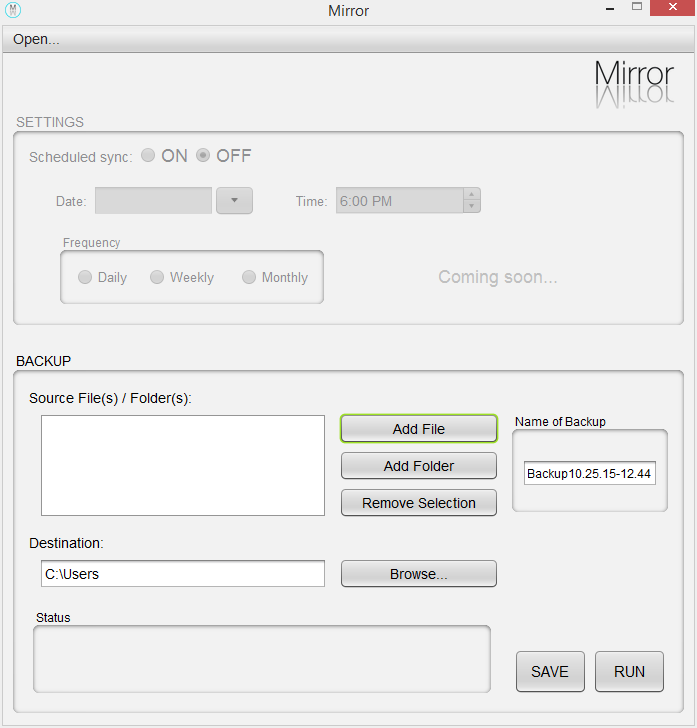 Mirror
Open...
Mirror
SETTINGS
Scheduled sync: ON OFF
Date: Time: 6:00 PM
Frequency
Daily Weekly Monthly
Coming soon...
BACKUP
Source File(s) / Folder(s):
Add File
Name of Backup
Add Folder
Backup10.25.15-12.44
Remove Selection
Destination:
C:\Users
Browse...
Status
SAVE
RUN